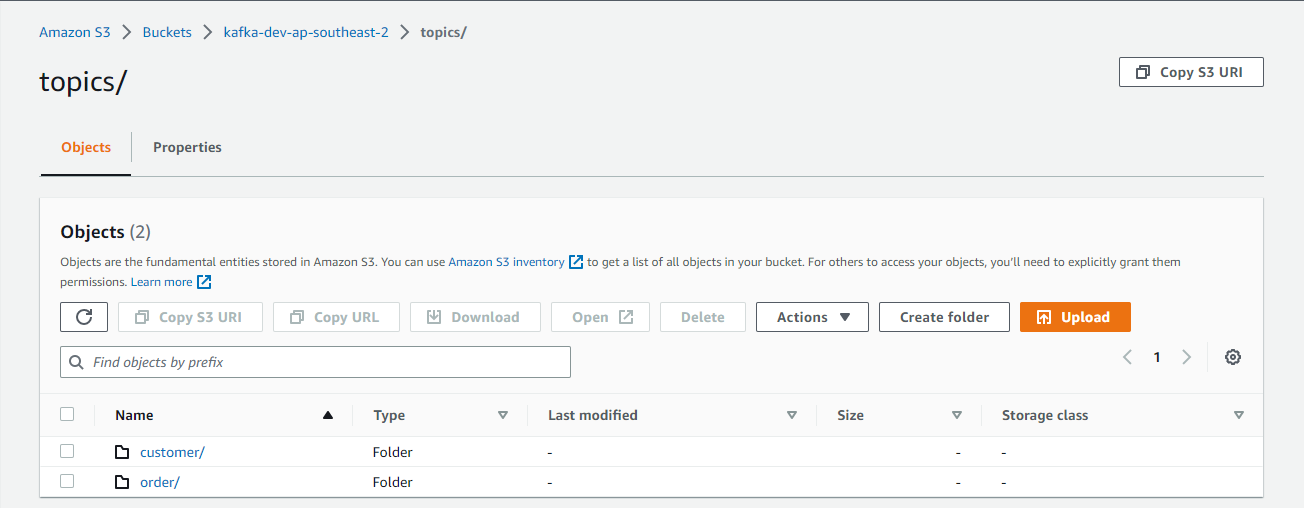 Amazon S3 > Buckets > kafka-dev-ap-southeast-2 > topics/
topics/
Copy S3 URI
Objects Properties
Objects (2)
Objects are the fundamental entities stored in Amazon S3. You can use Amazon S3 inventory to get a list of all objects in your bucket. For others to access your objects, you'll need to explicitly grant them
permissions. Learn more
Copy S3 URI Copy URL Download Open Delete Actions Create folder Upload
Find objects by prefix
1
Name Type Last modified Size Storage class
customer/ Folder - - -
order/ Folder - - -